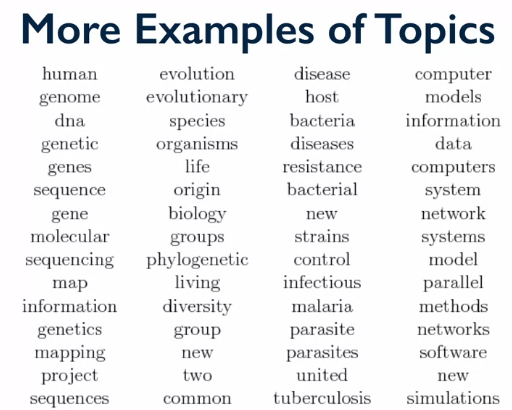 More Examples of Topics
human evolution disease computer
genome evolutionary host models
dna species bacteria information
genetic organisms diseases data
genes life resistance computers
sequence origin bacterial system
gene biology new network
molecular groups strains systems
sequencing phylogenetic control model
map living infectious parallel
information diversity malaria methods
genetics group parasite networks
mapping new parasites software
project two united new
sequences common tuberculosis simulations